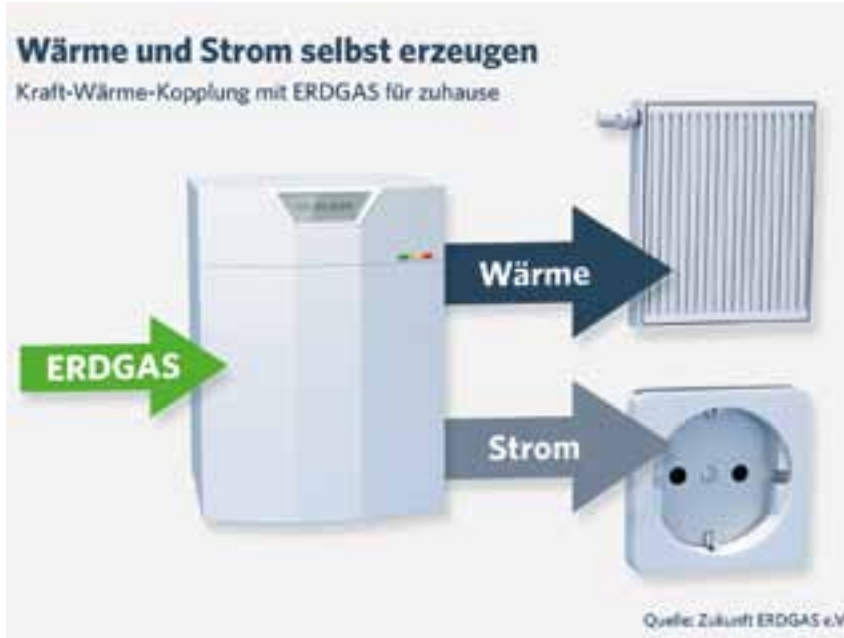 Wärme und Strom selbst erzeugen
Kraft-Wärme-Kopplung mit ERDGAS für zuhause
Wärme
ERDGAS
Strom
Quelle: Zukunft ERDGAS e.V